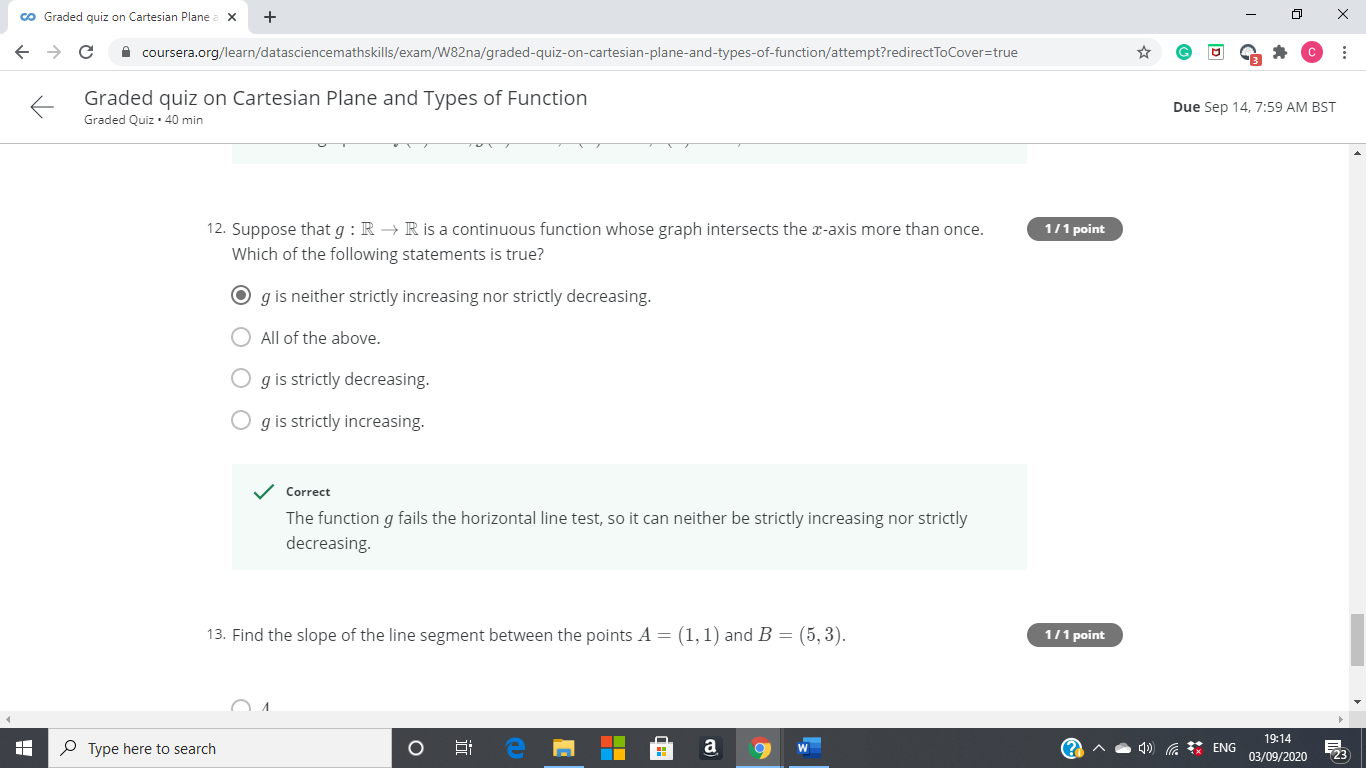 Graded quiz on Cartesian Plane a
coursera.org/learn/datasciencemathskills/exam/W82na/graded-quiz-on-cartesian-plane-and-types-of-function/attempt?redirectToCover=true
G
3
C
Graded quiz on Cartesian Plane and Types of Function
Graded Quiz • 40 min
Due Sep 14, 7:59 AM BST
12. Suppose that g : ℝ → ℝ is a continuous function whose graph intersects the x-axis more than once.
1 / 1 point
Which of the following statements is true?
g is neither strictly increasing nor strictly decreasing.
All of the above.
g is strictly decreasing.
g is strictly increasing.
Correct
The function g fails the horizontal line test, so it can neither be strictly increasing nor strictly
decreasing.
13. Find the slope of the line segment between the points A = (1, 1) and B = (5, 3).
1 / 1 point
Type here to search
ENG
19:14
03/09/2020
23